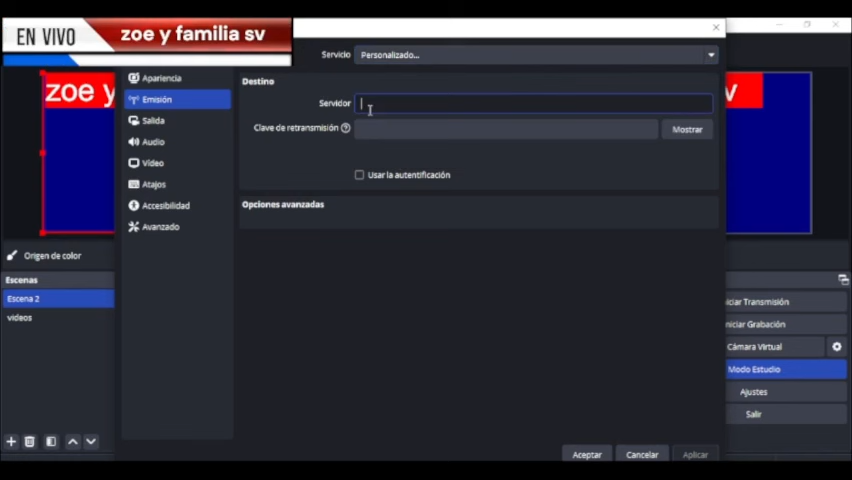 EN VIVO
zoe y familia sv
Servicio
Personalizado...
zoe y
v
Apariencia
Emisión
Salida
Audio
Vídeo
Atajos
Accesibilidad
Avanzado
Destino
Servidor
Clave de retransmisión
Mostrar
Usar la autentificación
Opciones avanzadas
Origen de color
Escenas
Escena 2
videos
iciar Transmisión
niciar Grabación
Cámara Virtual
Modo Estudio
Ajustes
Salir
Aceptar
Cancelar
Aplicar